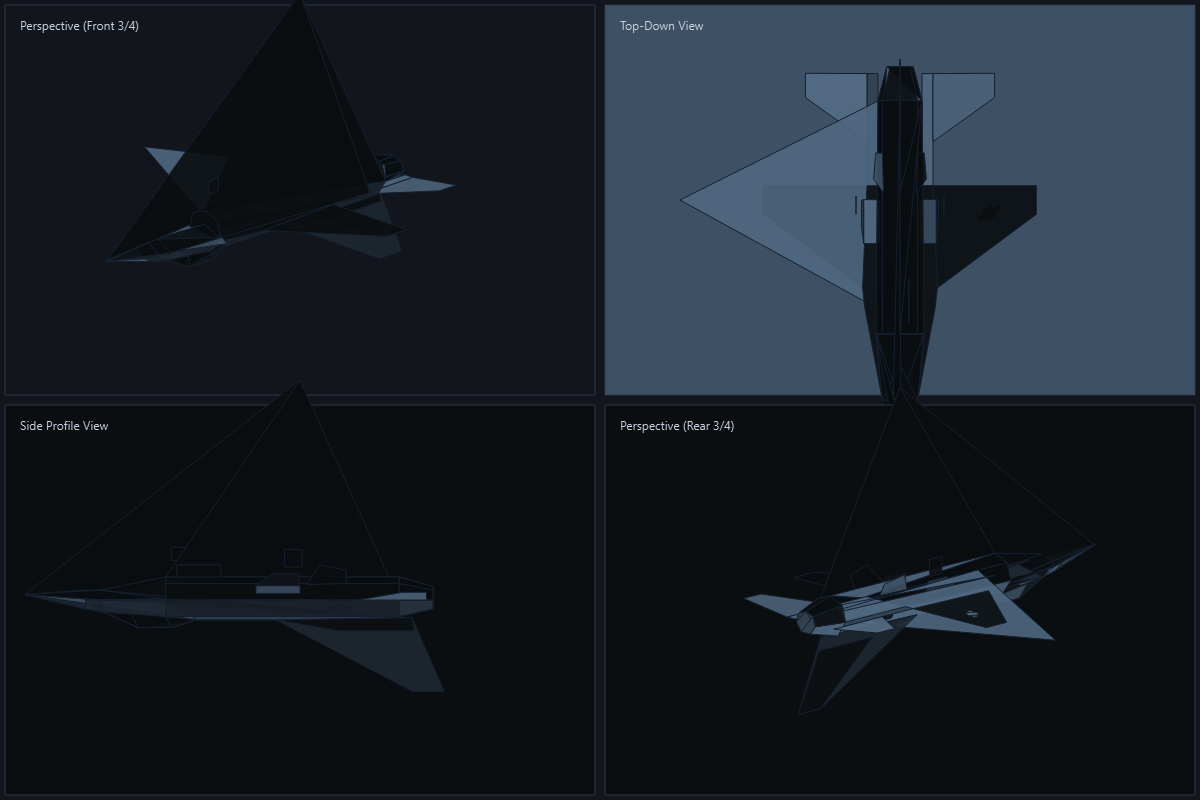 Perspective (Front 3/4)
Top-Down View
Side Profile View
Perspective (Rear 3/4)